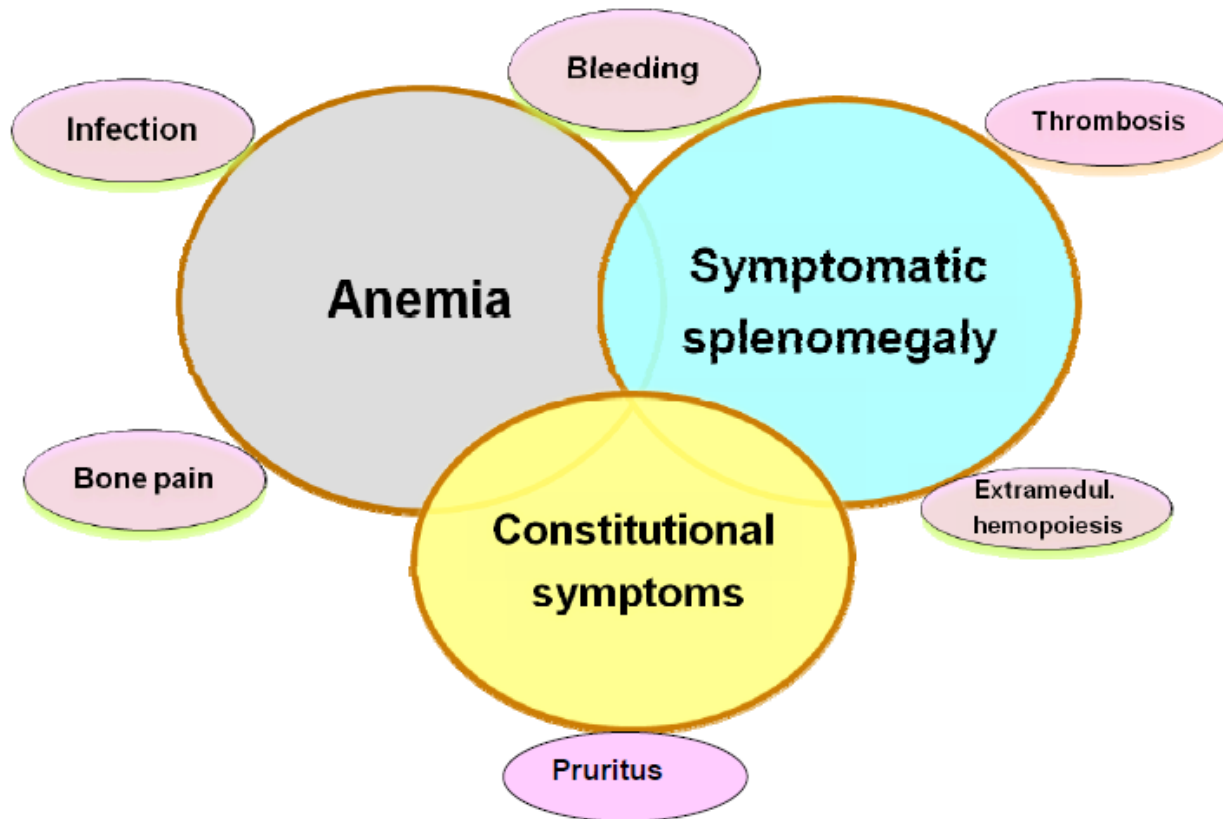 Bleeding
Infection
Thrombosis
Anemia
Symptomatic
splenomegaly
Bone pain
Extramedul.
hemopoiesis
Constitutional
symptoms
Pruritus